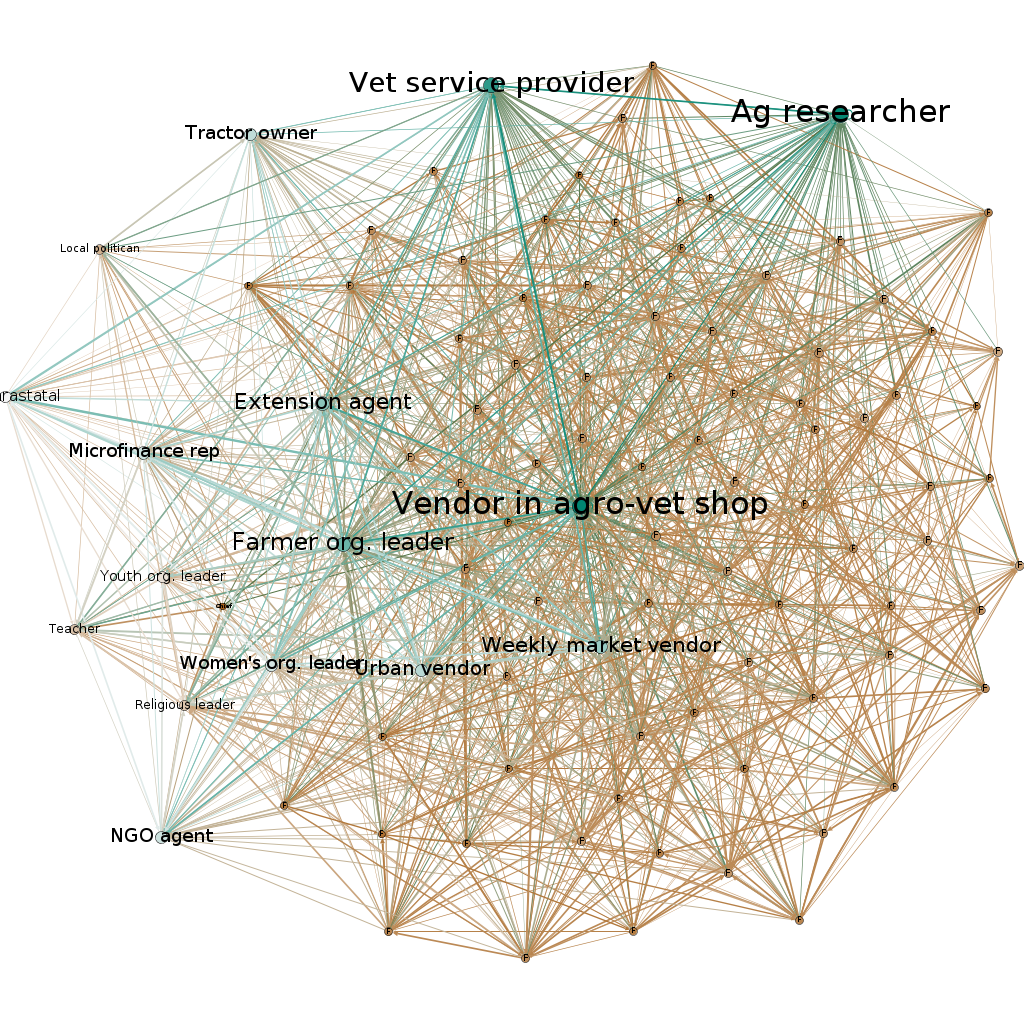 Vet service provider
Ag researcher
Tractor owner
Local politican
rastatal
Extension agent
Microfinance rep
Vendor in agro-vet shop
Farmer org. leader
Youth org. leader
Teacher
Weekly market vendor
Women's org. leader
Urban vendor
Religious leader
NGO agent
F